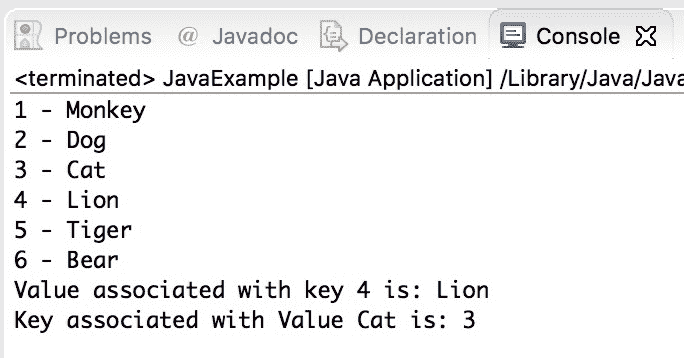 Problems @ Javadoc Declaration Console
<terminated> JavaExample [Java Application] /Library/Java/Java
1 - Monkey
2 - Dog
3 - Cat
4 - Lion
5 - Tiger
6 - Bear
Value associated with key 4 is: Lion
Key associated with Value Cat is: 3